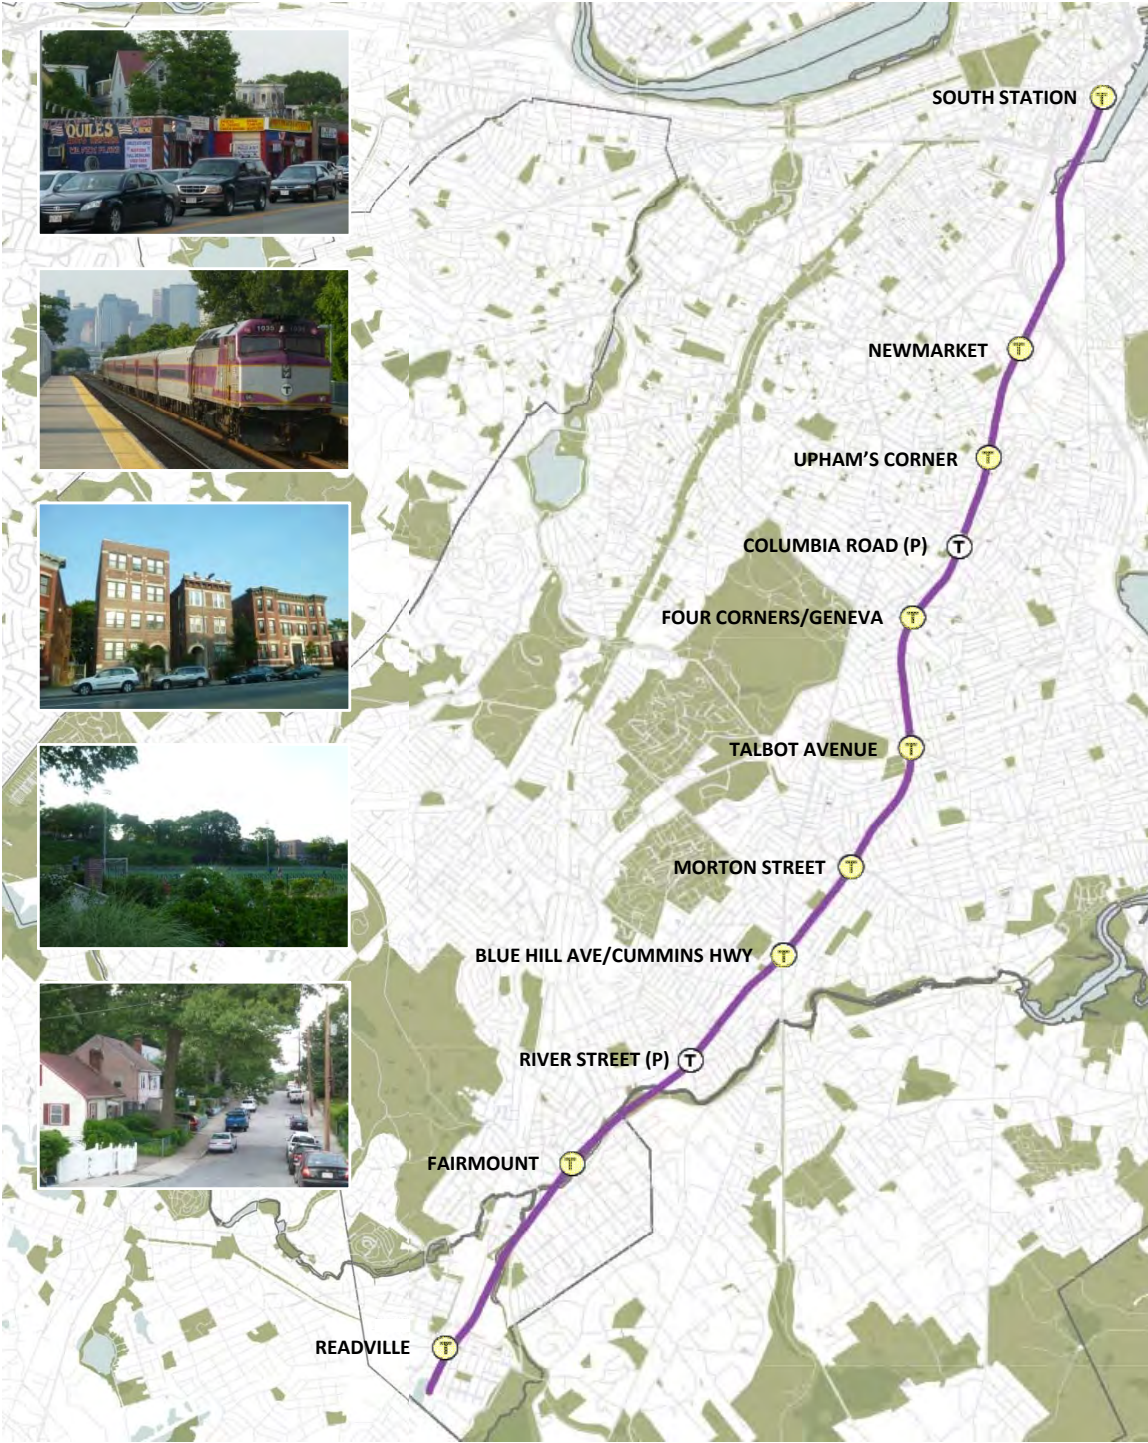 SOUTH STATION
NEWMARKET
UPHAM'S CORNER
COLUMBIA ROAD (P)
FOUR CORNERS/GENEVA
TALBOT AVENUE
MORTON STREET
BLUE HILL AVE/CUMMINS HWY
RIVER STREET (P)
FAIRMOUNT
READVILLE
QUILES
1035
T
T
T
T
T
T
T
T
T
T
T
T